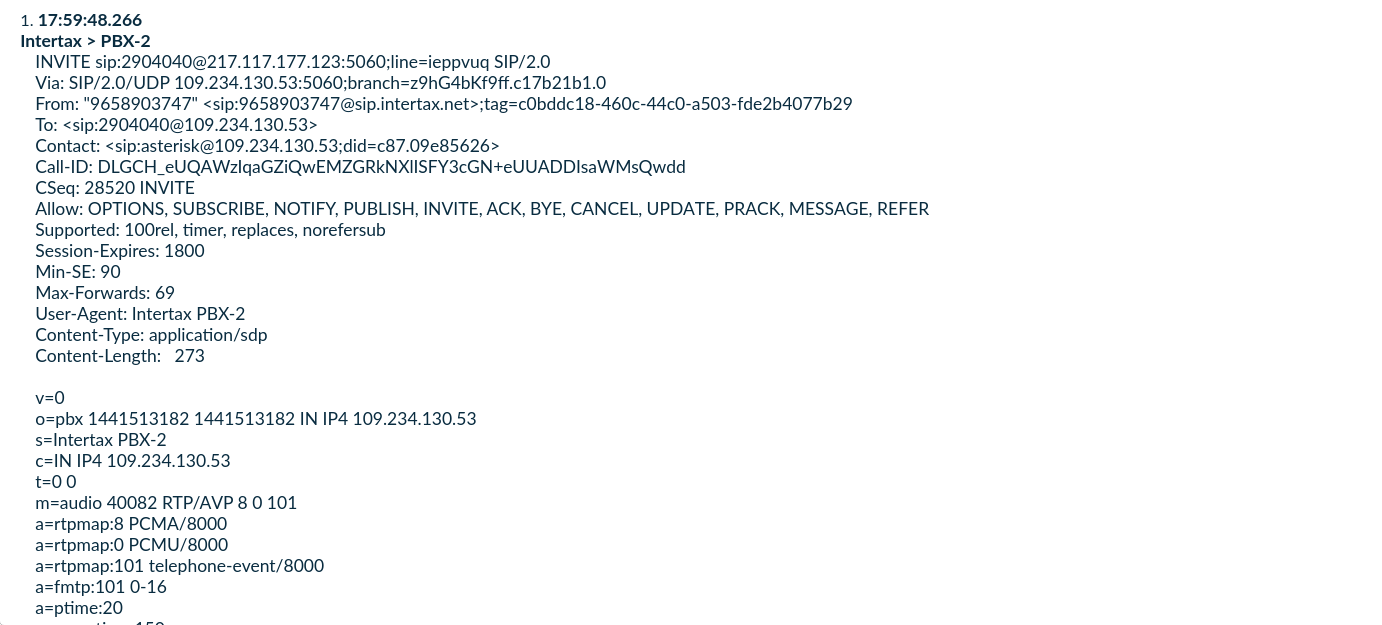 1. 17:59:48.266
Intertax > PBX-2
INVITE sip:2904040@217.117.177.123:5060;line=ieppvuq SIP/2.0
Via: SIP/2.0/UDP 109.234.130.53:5060;branch=z9hG4bKf9ff.c17b21b1.0
From: "9658903747" <sip:9658903747@sip.intertax.net>;tag=c0bddc18-460c-44c0-a503-fde2b4077b29
To: <sip:2904040@109.234.130.53>
Contact: <sip:asterisk@109.234.130.53;did=c87.09e85626>
Call-ID: DLGCH_eUQAWzIqaGZiQwEMZGRkNXllSFY3cGN+eUUADDIsaWMsQwdd
CSeq: 28520 INVITE
Allow: OPTIONS, SUBSCRIBE, NOTIFY, PUBLISH, INVITE, ACK, BYE, CANCEL, UPDATE, PRACK, MESSAGE, REFER
Supported: 100rel, timer, replaces, norefersub
Session-Expires: 1800
Min-SE: 90
Max-Forwards: 69
User-Agent: Intertax PBX-2
Content-Type: application/sdp
Content-Length:   273
v=0
o=pbx 1441513182 1441513182 IN IP4 109.234.130.53
s=Intertax PBX-2
c=IN IP4 109.234.130.53
t=0 0
m=audio 40082 RTP/AVP 8 0 101
a=rtpmap:8 PCMA/8000
a=rtpmap:0 PCMU/8000
a=rtpmap:101 telephone-event/8000
a=fmtp:101 0-16
a=ptime:20